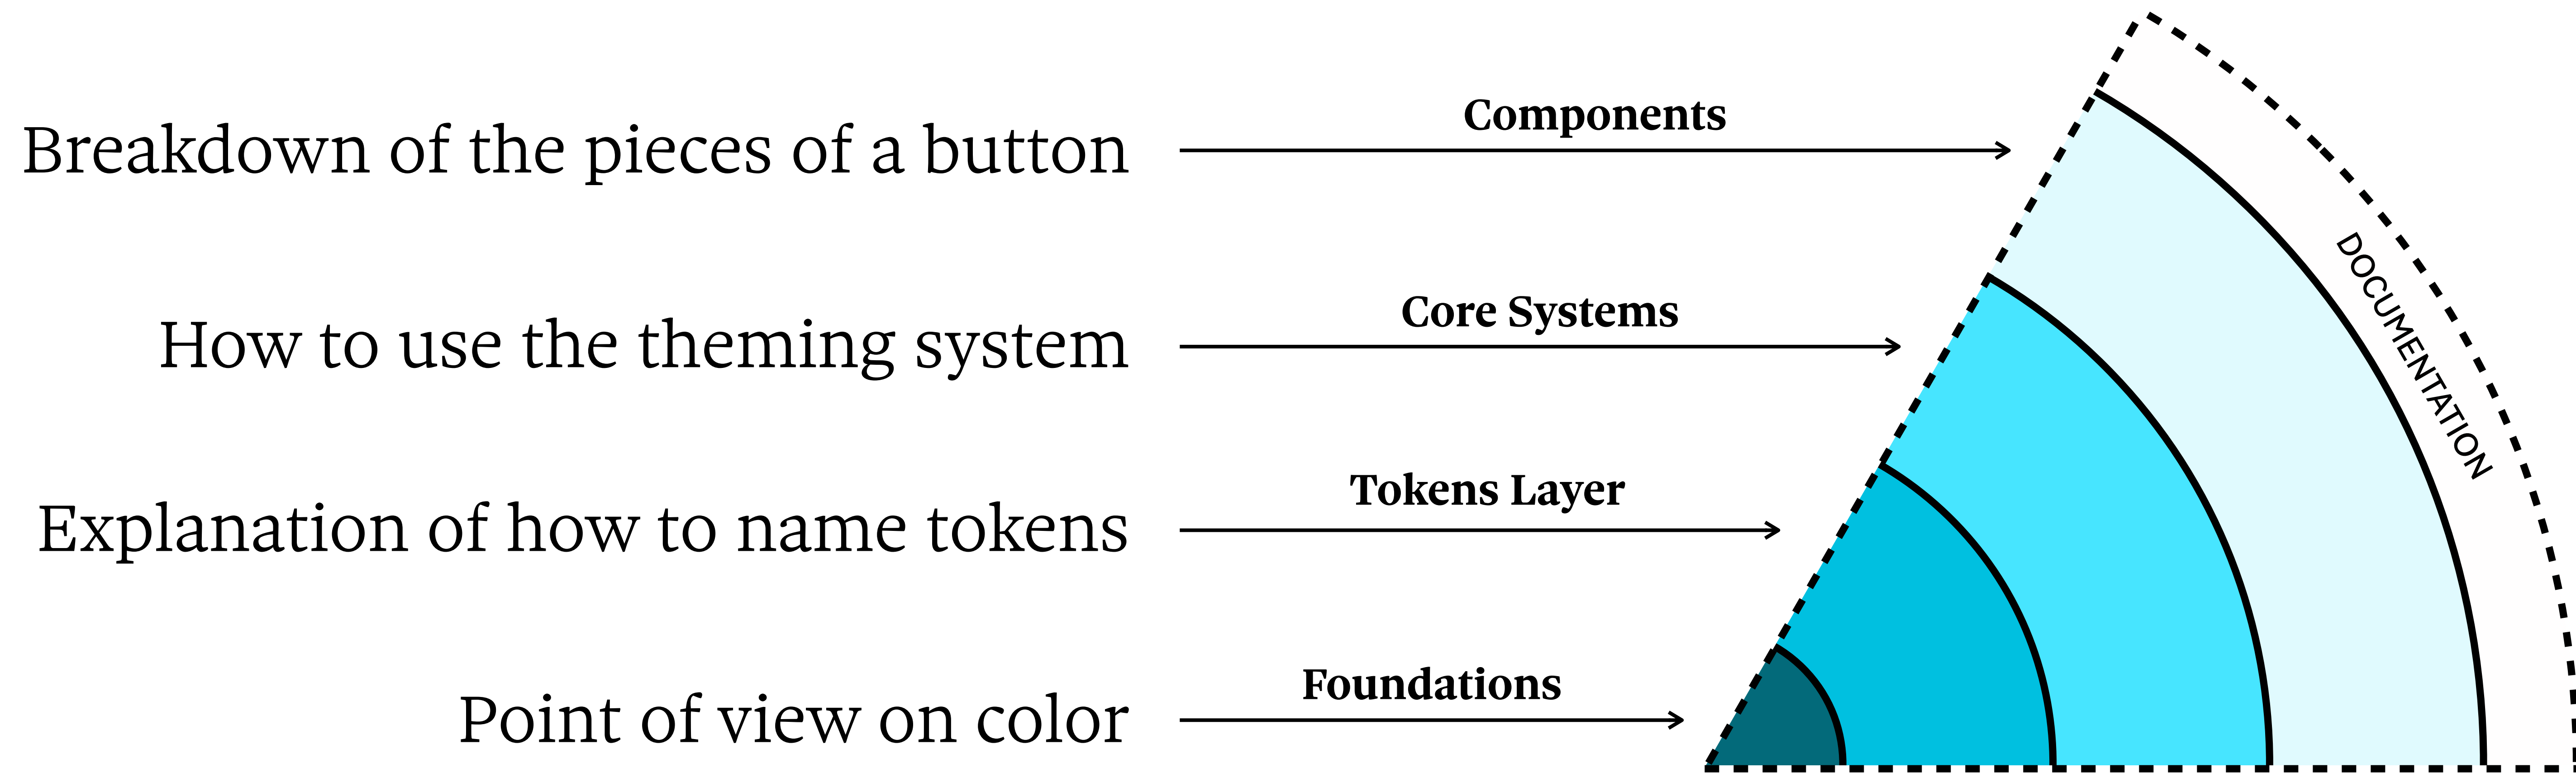 Breakdown of the pieces of a button
Components
How to use the theming system
Core Systems
Explanation of how to name tokens
Tokens Layer
Point of view on color
Foundations
DOCUMENTATION